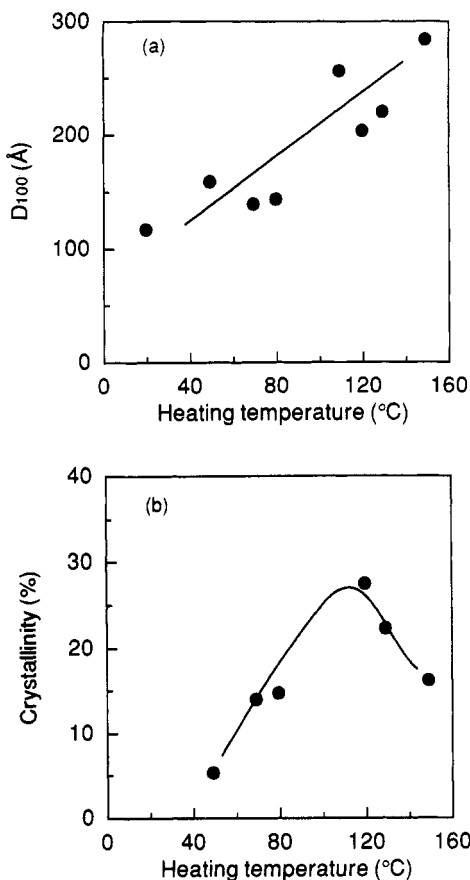 (a)
300
200
100
0
D100 (Å)
0 40 80 120 160
Heating temperature (°C)
(b)
40
30
20
10
0
Crystallinity (%)
0 40 80 120 160
Heating temperature (°C)